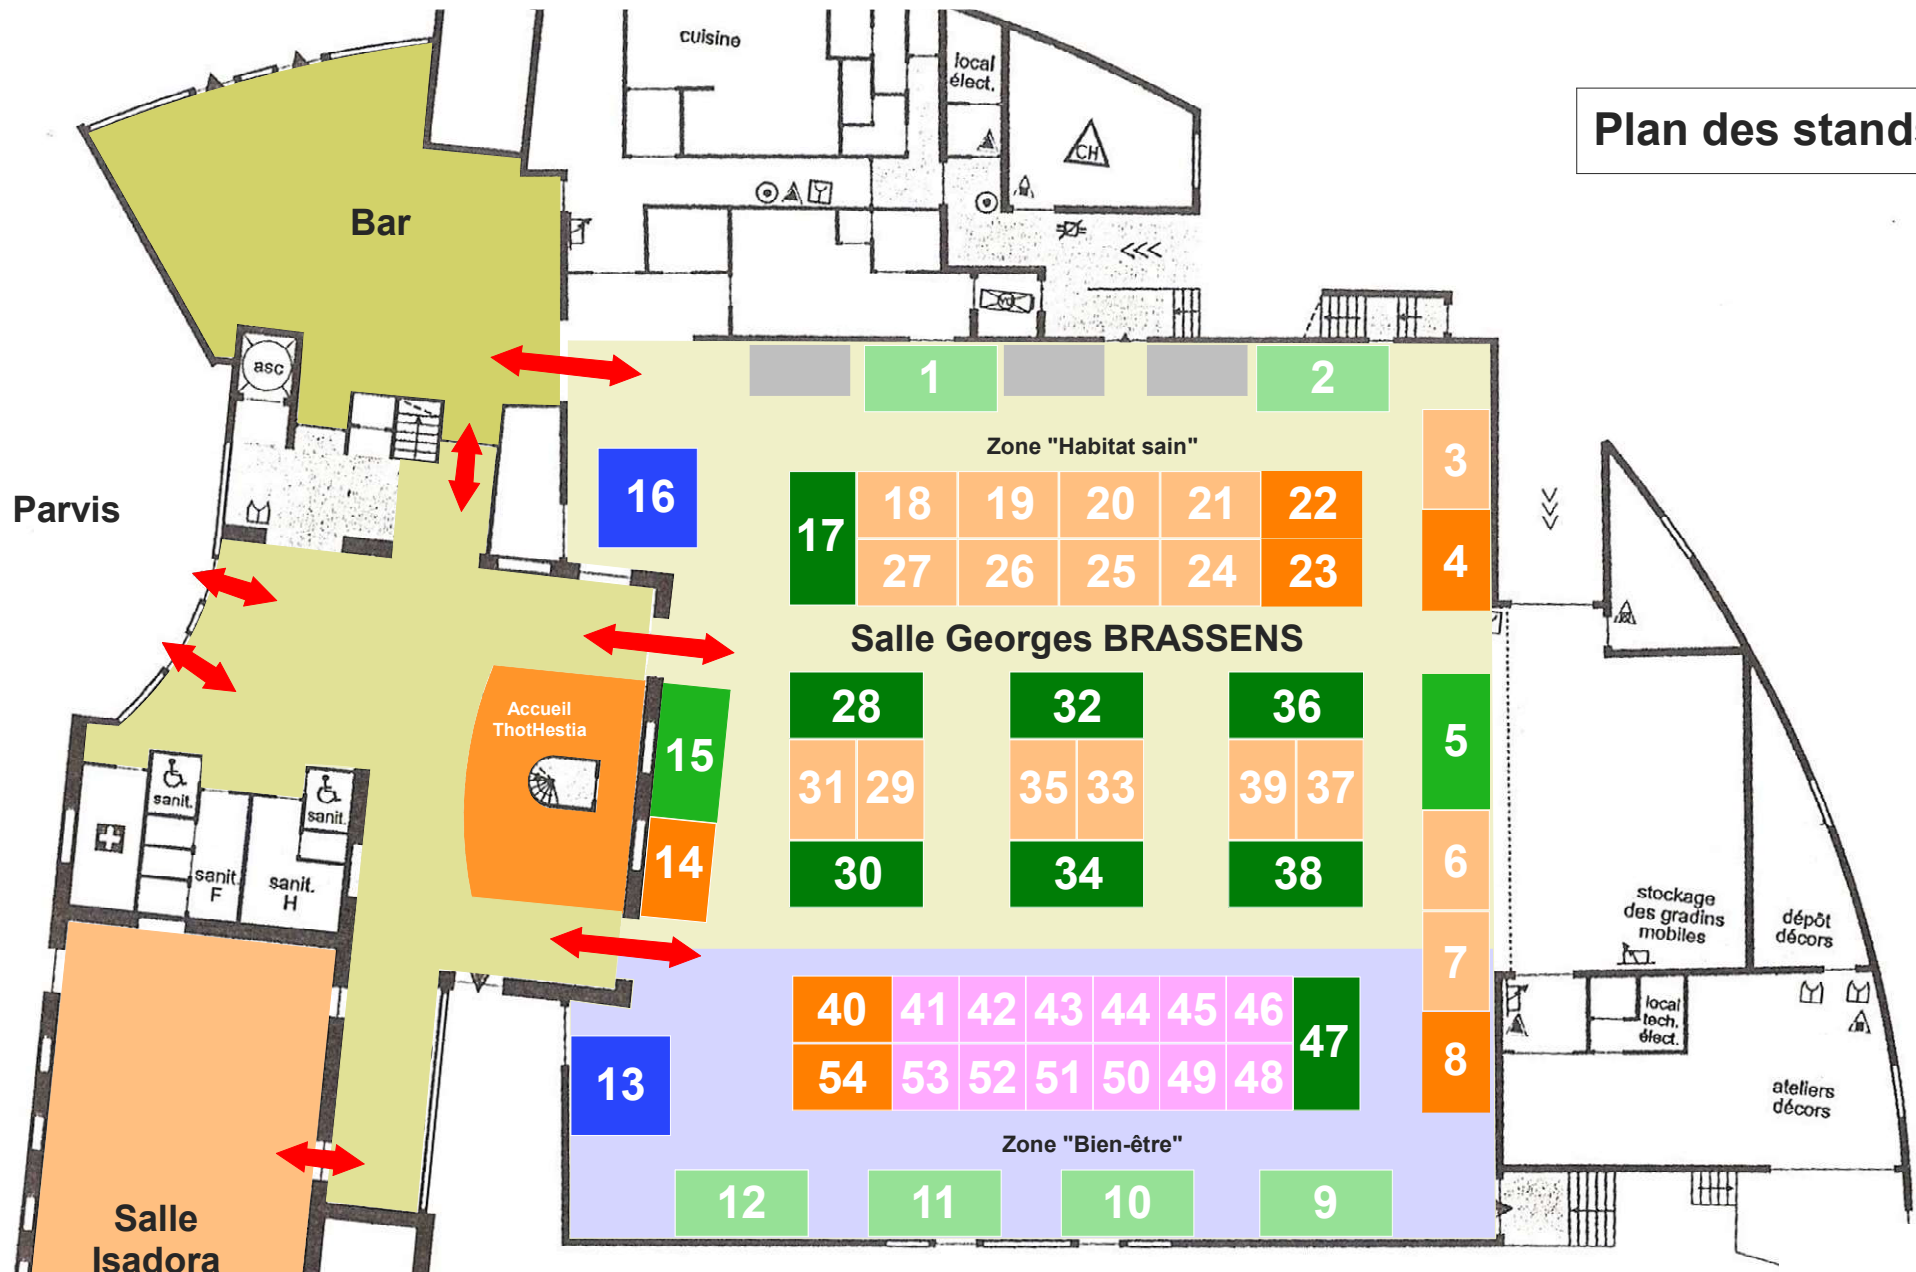 cuisine
local
élect.
CH
Plan des stands
Bar
asc
Parvis
1
2
Zone "Habitat sain"
3
16
17
18 19 20 21 22
27 26 25 24 23
4
Salle Georges BRASSENS
Accueil
ThotHestia
15
14
28 32 36
31 29 35 33 39 37
30 34 38
5
6
7
8
sanit.
sanit.
sanit.
F
sanit.
H
stockage
des gradins
mobiles
dépôt
décors
local
tech.
élect.
ateliers
décors
40 41 42 43 44 45 46
47
54 53 52 51 50 49 48
13
Zone "Bien-être"
12 11 10 9
Salle
Isadora